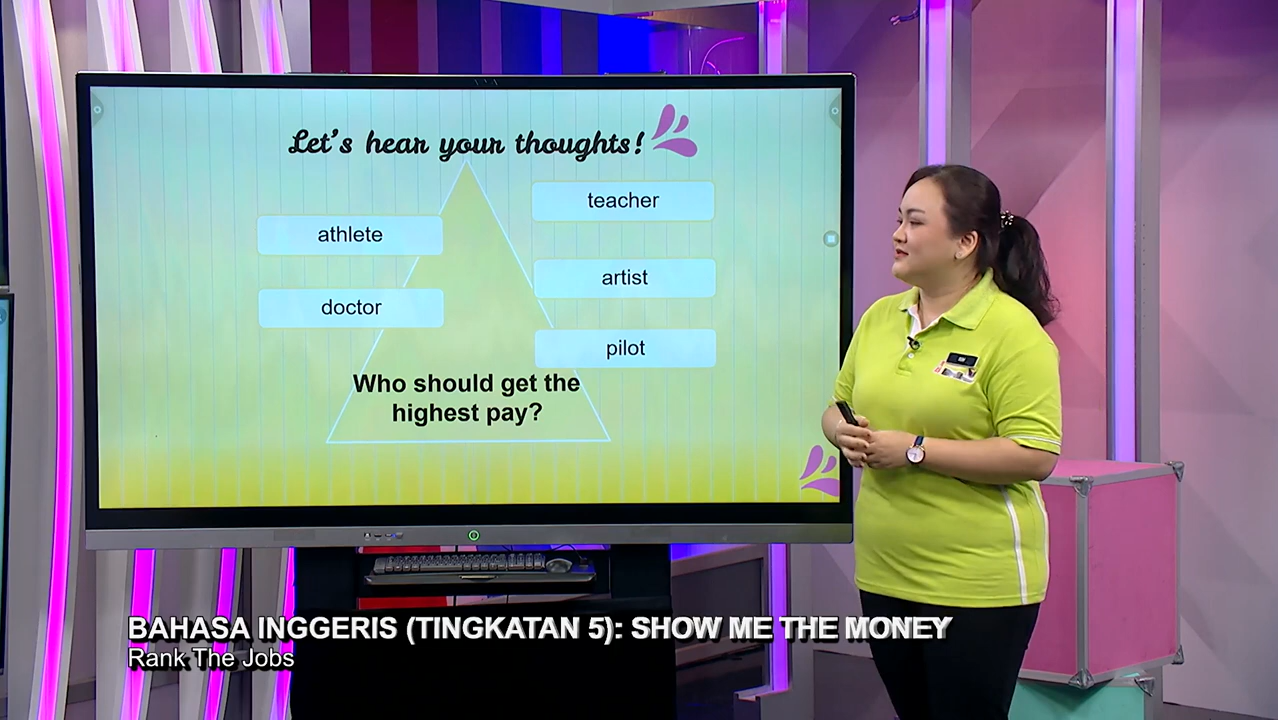 Let's hear your thoughts!
teacher
athlete
artist
doctor
pilot
Who should get the
highest pay?
BAHASA INGGERIS (TINGKATAN 5): SHOW ME THE MONEY
Rank The Jobs